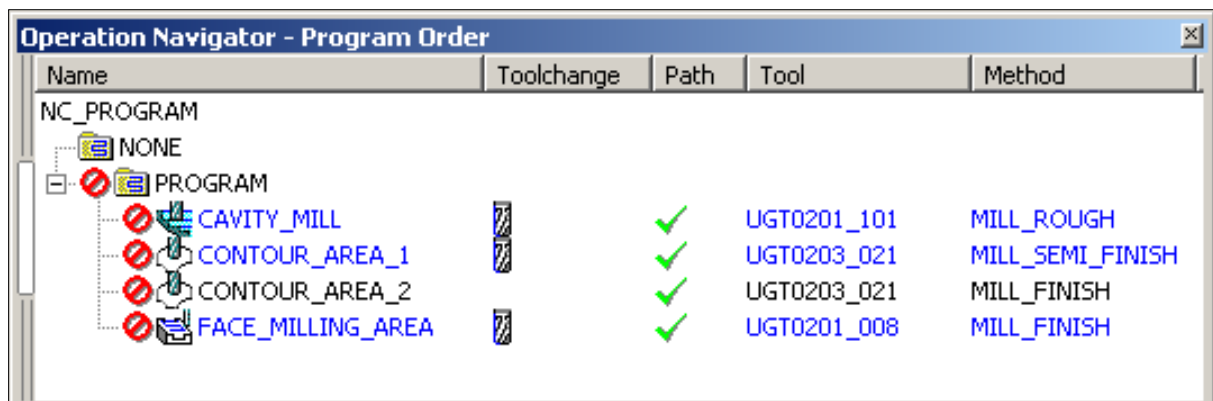 Operation Navigator - Program Order
Name Toolchange Path Tool Method
NC_PROGRAM
NONE
PROGRAM
CAVITY_MILL UGT0201_101 MILL_ROUGH
CONTOUR_AREA_1 UGT0203_021 MILL_SEMI_FINISH
CONTOUR_AREA_2 UGT0203_021 MILL_FINISH
FACE_MILLING_AREA UGT0201_008 MILL_FINISH